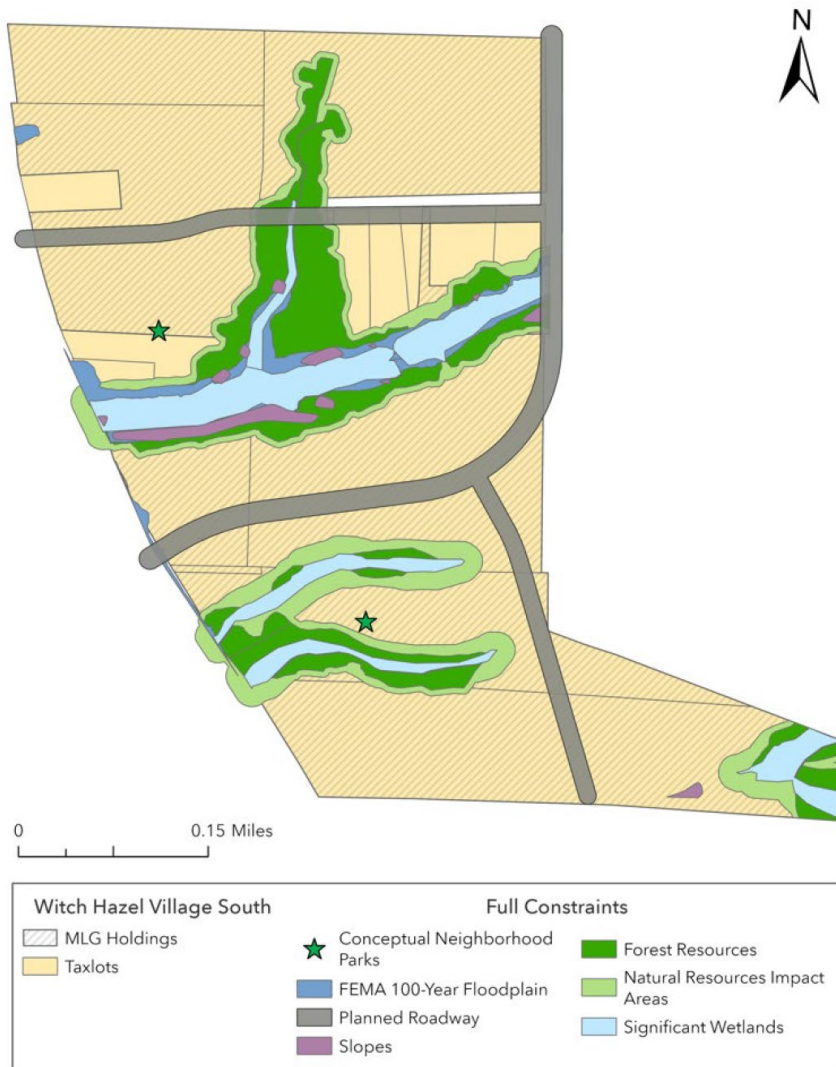 N
0
0.15 Miles
Witch Hazel Village South
MLG Holdings
Taxlots
Full Constraints
Conceptual Neighborhood
Parks
FEMA 100-Year Floodplain
Planned Roadway
Slopes
Forest Resources
Natural Resources Impact
Areas
Significant Wetlands